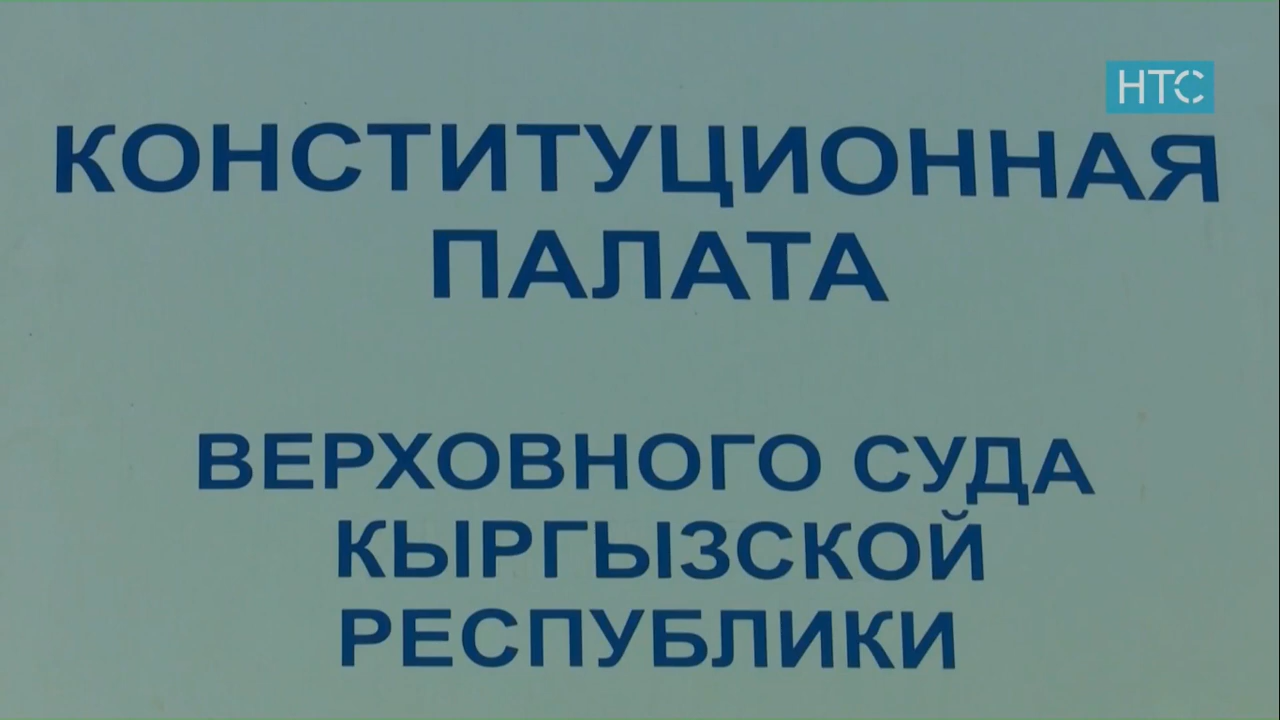 НТС
КОНСТИТУЦИОННАЯ
ПАЛАТА
ВЕРХОВНОГО СУДА
КЫРГЫЗСКОЙ
РЕСПУБЛИКИ